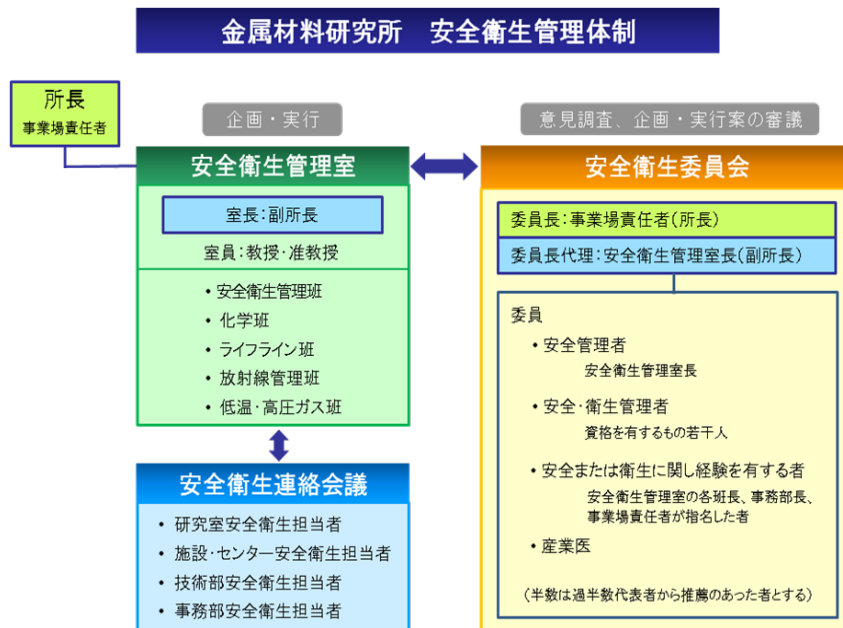 金属材料研究所　安全衛生管理体制
所長
事業場責任者
企画・実行
安全衛生管理室
室長:副所長
室員:教授・准教授
・安全衛生管理班
・化学班
・ライフライン班
・放射線管理班
・低温・高圧ガス班
安全衛生連絡会議
・研究室安全衛生担当者
・施設・センター安全衛生担当者
・技術部安全衛生担当者
・事務部安全衛生担当者
意見調査、企画・実行案の審議
安全衛生委員会
委員長:事業場責任者(所長)
委員長代理:安全衛生管理室長(副所長)
委員
・安全管理者
安全衛生管理室長
・安全・衛生管理者
資格を有するもの若干人
・安全または衛生に関し経験を有する者
安全衛生管理室の各班長、事務部長、
事業場責任者が指名した者
・産業医
(半数は過半数代表者から推薦のあった者とする)